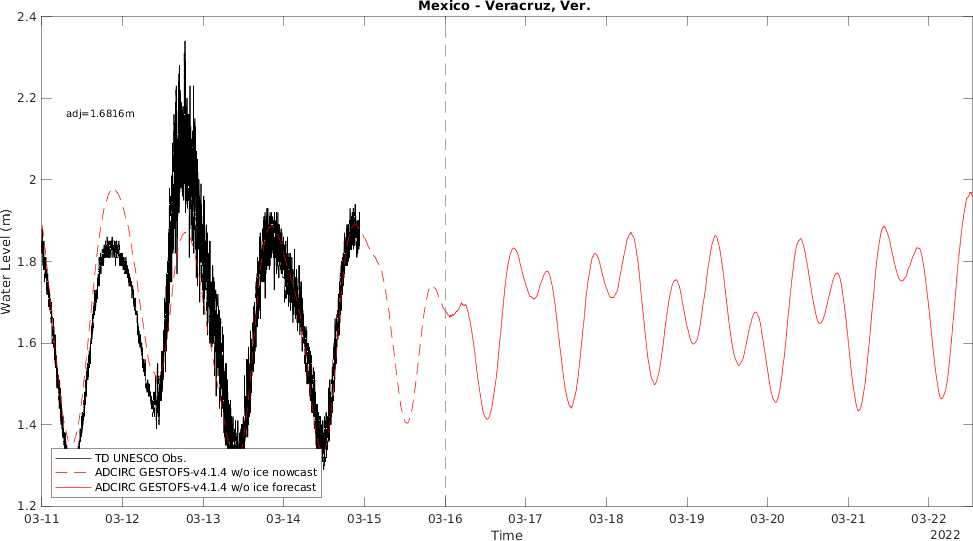 Mexico - Veracruz, Ver.
2.4
2.2
2
1.8
1.6
1.4
1.2
Water Level (m)
adj=1.6816m
TD UNESCO Obs.
ADCIRC GESTOFS-v4.1.4 w/o ice nowcast
ADCIRC GESTOFS-v4.1.4 w/o ice forecast
03-11 03-12 03-13 03-14 03-15 03-16 03-17 03-18 03-19 03-20 03-21 03-22
Time
2022